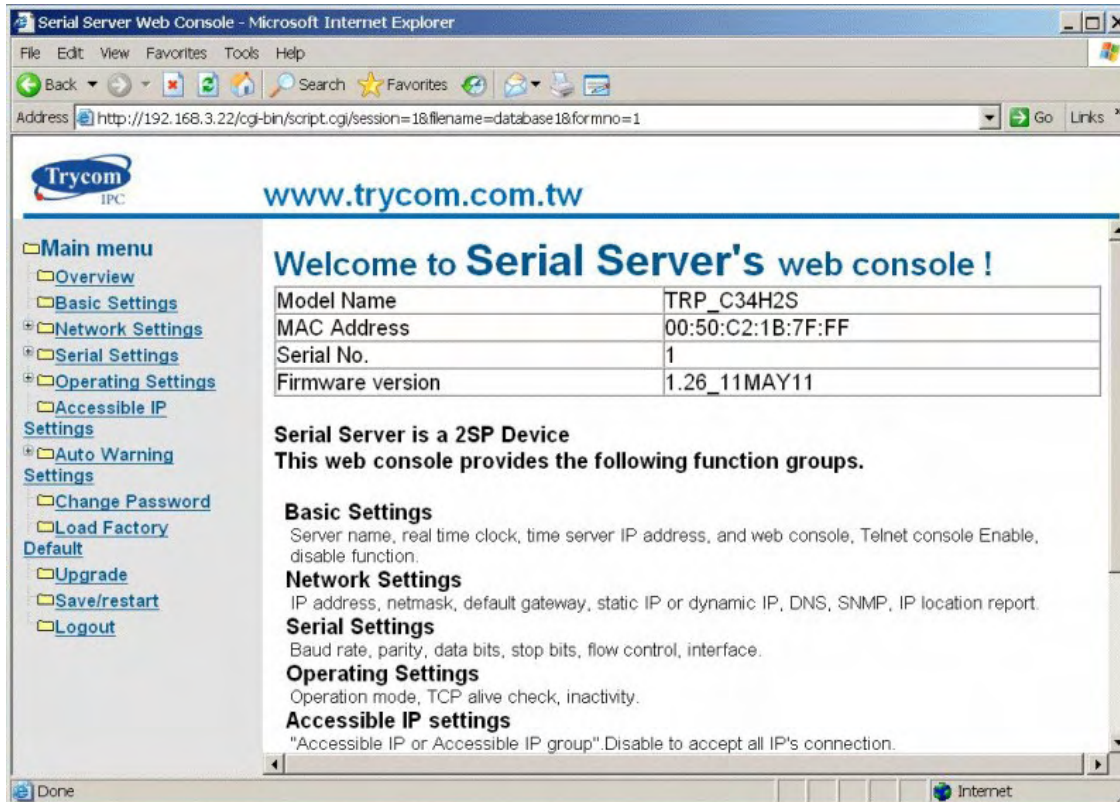 Serial Server Web Console - Microsoft Internet Explorer
File Edit View Favorites Tools Help
Back Search Favorites
Address http://192.168.3.22/cgi-bin/script.cgi/session=1&filename=database1&formno=1 Go Links »
Trycom
IPC
www.trycom.com.tw
Main menu
Overview
Basic Settings
Network Settings
Serial Settings
Operating Settings
Accessible IP
Settings
Auto Warning
Settings
Change Password
Load Factory
Default
Upgrade
Save/restart
Logout
Welcome to Serial Server's web console !
Model Name TRP_C34H2S
MAC Address 00:50:C2:1B:7F:FF
Serial No. 1
Firmware version 1.26_11MAY11
Serial Server is a 2SP Device
This web console provides the following function groups.
Basic Settings
Server name, real time clock, time server IP address, and web console, Telnet console Enable,
disable function.
Network Settings
IP address, netmask, default gateway, static IP or dynamic IP, DNS, SNMP, IP location report.
Serial Settings
Baud rate, parity, data bits, stop bits, flow control, interface.
Operating Settings
Operation mode, TCP alive check, inactivity.
Accessible IP settings
"Accessible IP or Accessible IP group".Disable to accept all IP's connection.
Done Internet